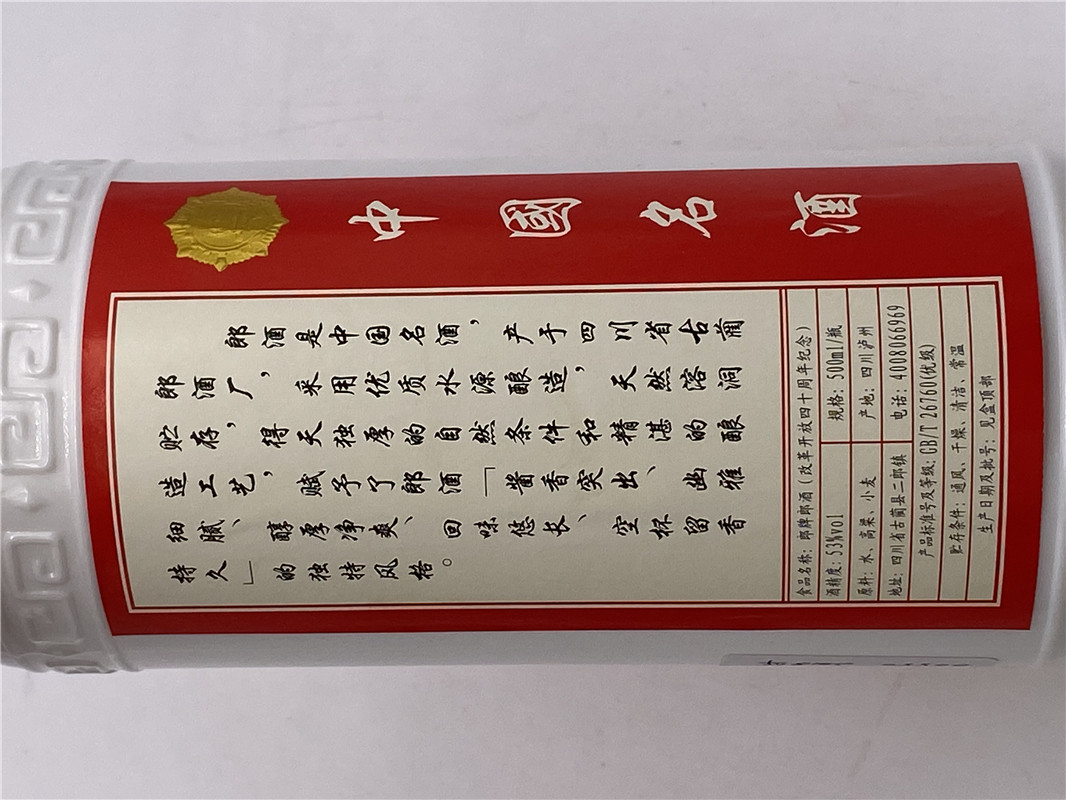 中國名酒
郎酒是中国名酒，产于四川省古蔺
郎酒厂，采用优质水源酿造，天然溶洞
贮存，得天独厚的自然条件和精湛的酿
造工艺，赋予了郎酒「酱香突出、幽雅
细腻、醇厚净爽、回味悠长、空杯留香
持久」的独特风格。
食品名称：郎牌郎酒（改革开放四十周年纪念）
酒精度：53%vol 规格：500ml/瓶
原料：水、高粱、小麦 产地：四川泸州
地址：四川省古蔺县二郎镇 电话：4008066969
产品标准号及等级：GB/T 26760(优级)
贮存条件：通风、干燥、清洁、常温
生产日期及批号：见盒顶部